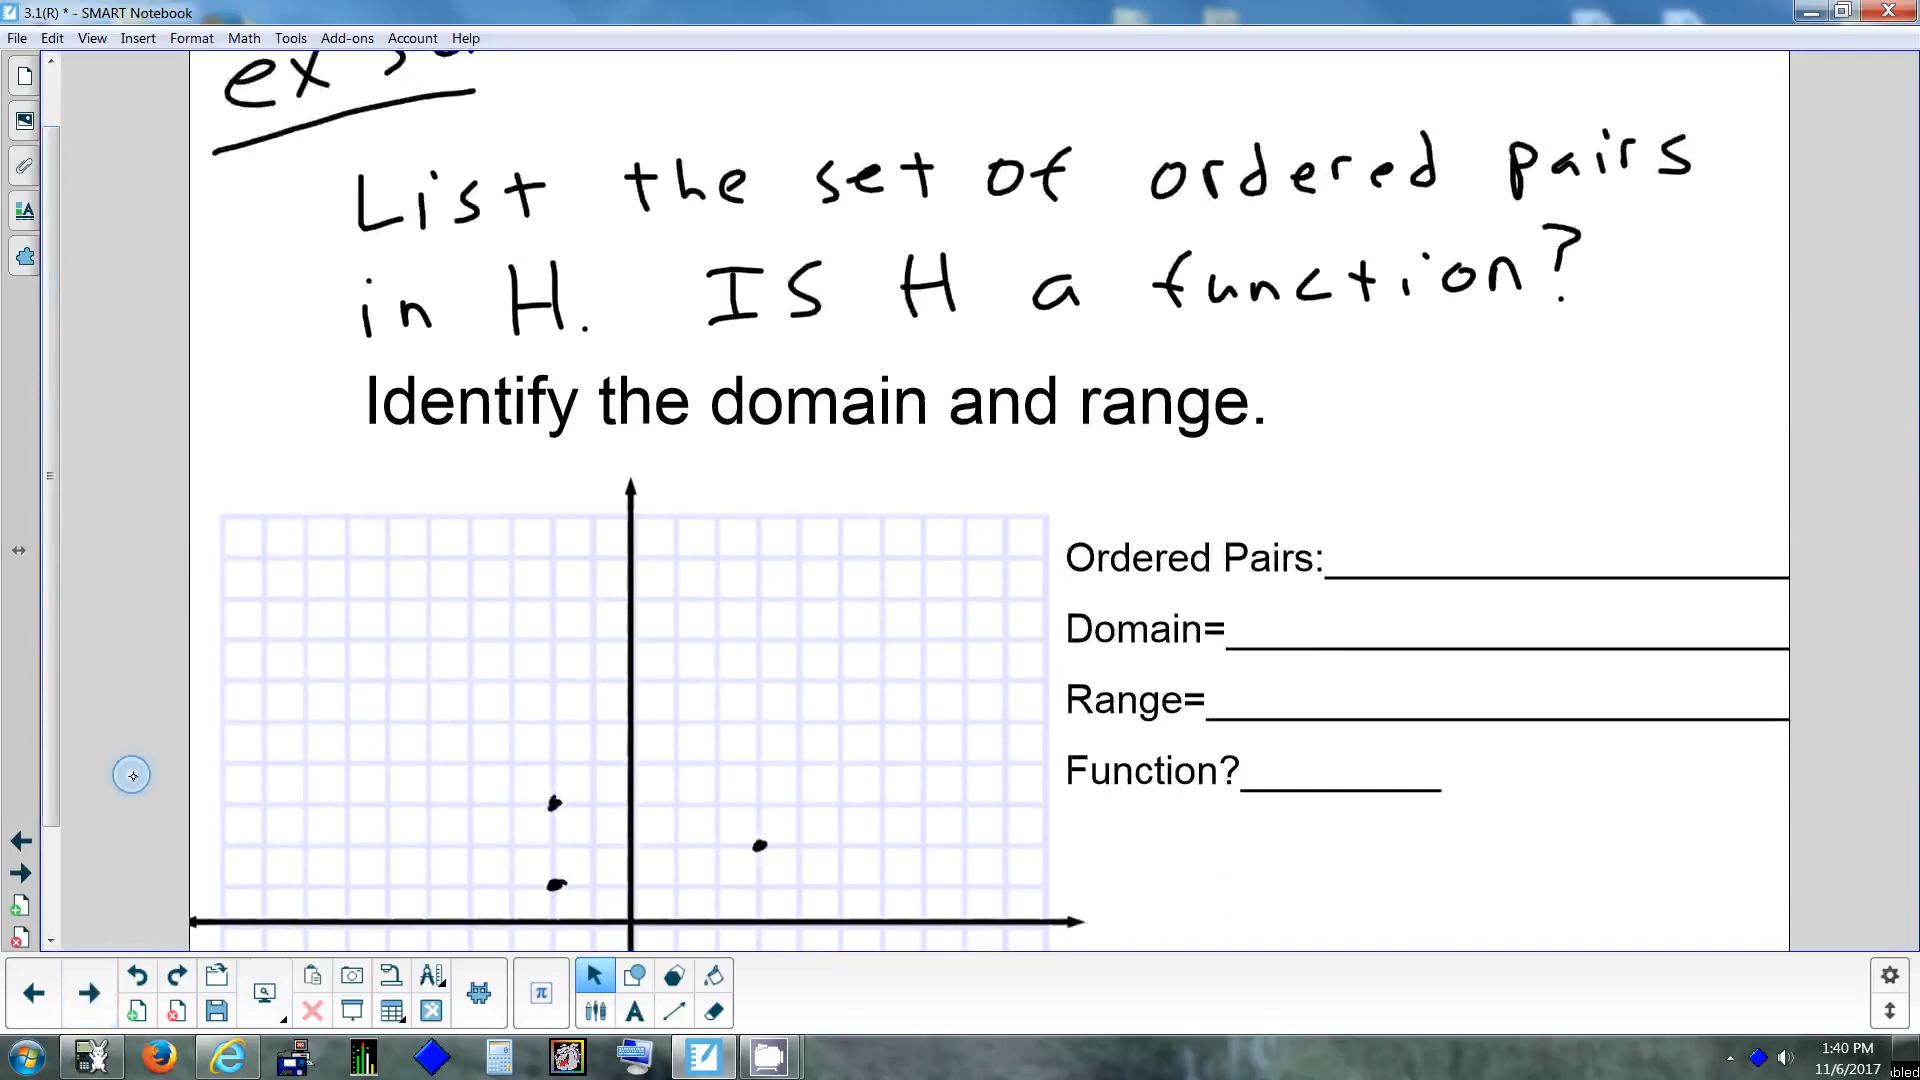 3.1(R) * - SMART Notebook
File Edit View Insert Format Math Tools Add-ons Account Help
ex
List the set of ordered pairs
in H. IS H a function?
Identify the domain and range.
Ordered Pairs:
Domain=
Range=
Function?
π
A
1:40 PM
11/6/2017
bled